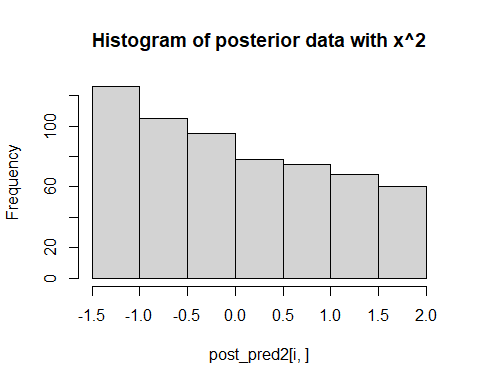 Histogram of posterior data with x^2
Frequency
0 20 60 100
-1.5 -1.0 -0.5 0.0 0.5 1.0 1.5 2.0
post_pred2[i, ]